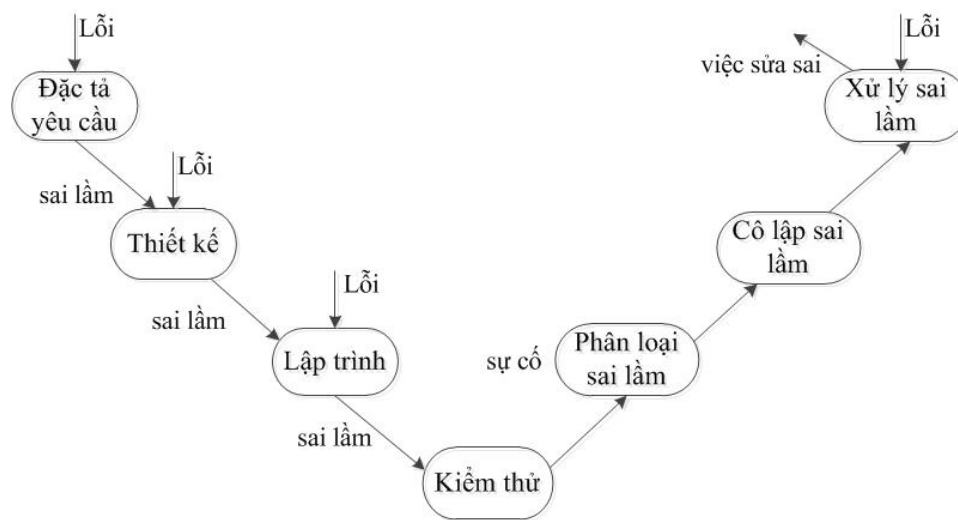 Lỗi
Đặc tả
yêu cầu
sai lầm
Lỗi
Thiết kế
sai lầm
Lỗi
Lập trình
sai lầm
Kiểm thử
sự cố
Phân loại
sai lầm
Cô lập sai
lầm
việc sửa sai
Lỗi
Xử lý sai
lầm